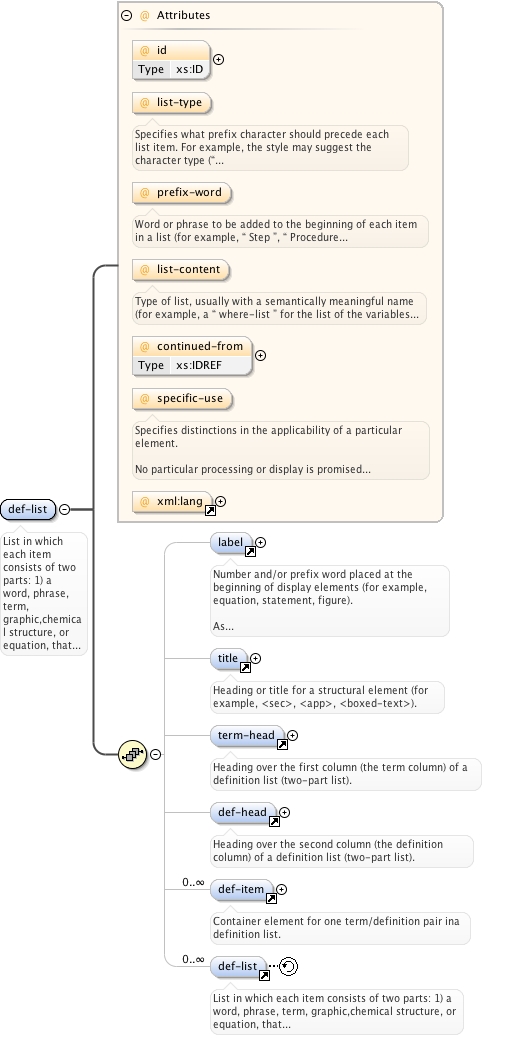 @ Attributes
@ id
Type xs:ID
@ list-type
Specifies what prefix character should precede each
list item. For example, the style may suggest the
character type (“...
@ prefix-word
Word or phrase to be added to the beginning of each item
in a list (for example, “ Step ”, “ Procedure...
@ list-content
Type of list, usually with a semantically meaningful name
(for example, a “ where-list ” for the list of the variables...
@ continued-from
Type xs:IDREF
@ specific-use
Specifies distinctions in the applicability of a particular
element.
No particular processing or display is promised...
@ xml:lang
def-list
List in which
each item
consists of two
parts: 1) a
word, phrase,
term,
graphic,chemica
l structure, or
equation, that...
label
Number and/or prefix word placed at the
beginning of display elements (for example,
equation, statement, figure).
As...
title
Heading or title for a structural element (for
example, <sec>, <app>, <boxed-text>).
term-head
Heading over the first column (the term column) of a
definition list (two-part list).
def-head
Heading over the second column (the definition
column) of a definition list (two-part list).
0..∞
def-item
Container element for one term/definition pair ina
definition list.
0..∞
def-list
List in which each item consists of two parts: 1) a
word, phrase, term, graphic,chemical structure, or
equation, that...